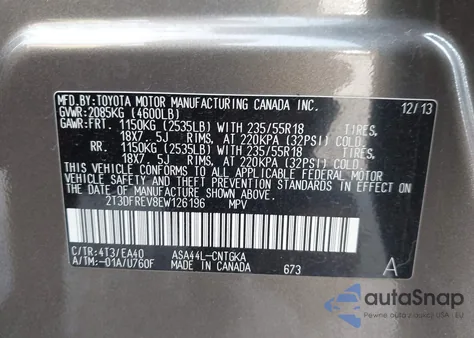 MFD.BY:TOYOTA MOTOR MANUFACTURING CANADA INC. 12/13
GVWR:2085KG (4600LB)
GAWR:FRT. 1150KG (2535LB) WITH 235/55R18 TIRES,
18X7.5J RIMS, AT 220KPA (32PSI) COLD.
RR. 1150KG (2535LB) WITH 235/55R18 TIRES,
18X7.5J RIMS, AT 220KPA (32PSI) COLD.
THIS VEHICLE CONFORMS TO ALL APPLICABLE FEDERAL MOTOR
VEHICLE SAFETY AND THEFT PREVENTION STANDARDS IN EFFECT
ON THE DATE OF MANUFACTURE SHOWN ABOVE.
2T3DFREV8EW126196 MPV
C/TR:4T3/EA40 ASA44L-CNTGKA
A/TM:-01A/U760F MADE IN CANADA 673 A
autoSnap
Pewne auto z USA - EU